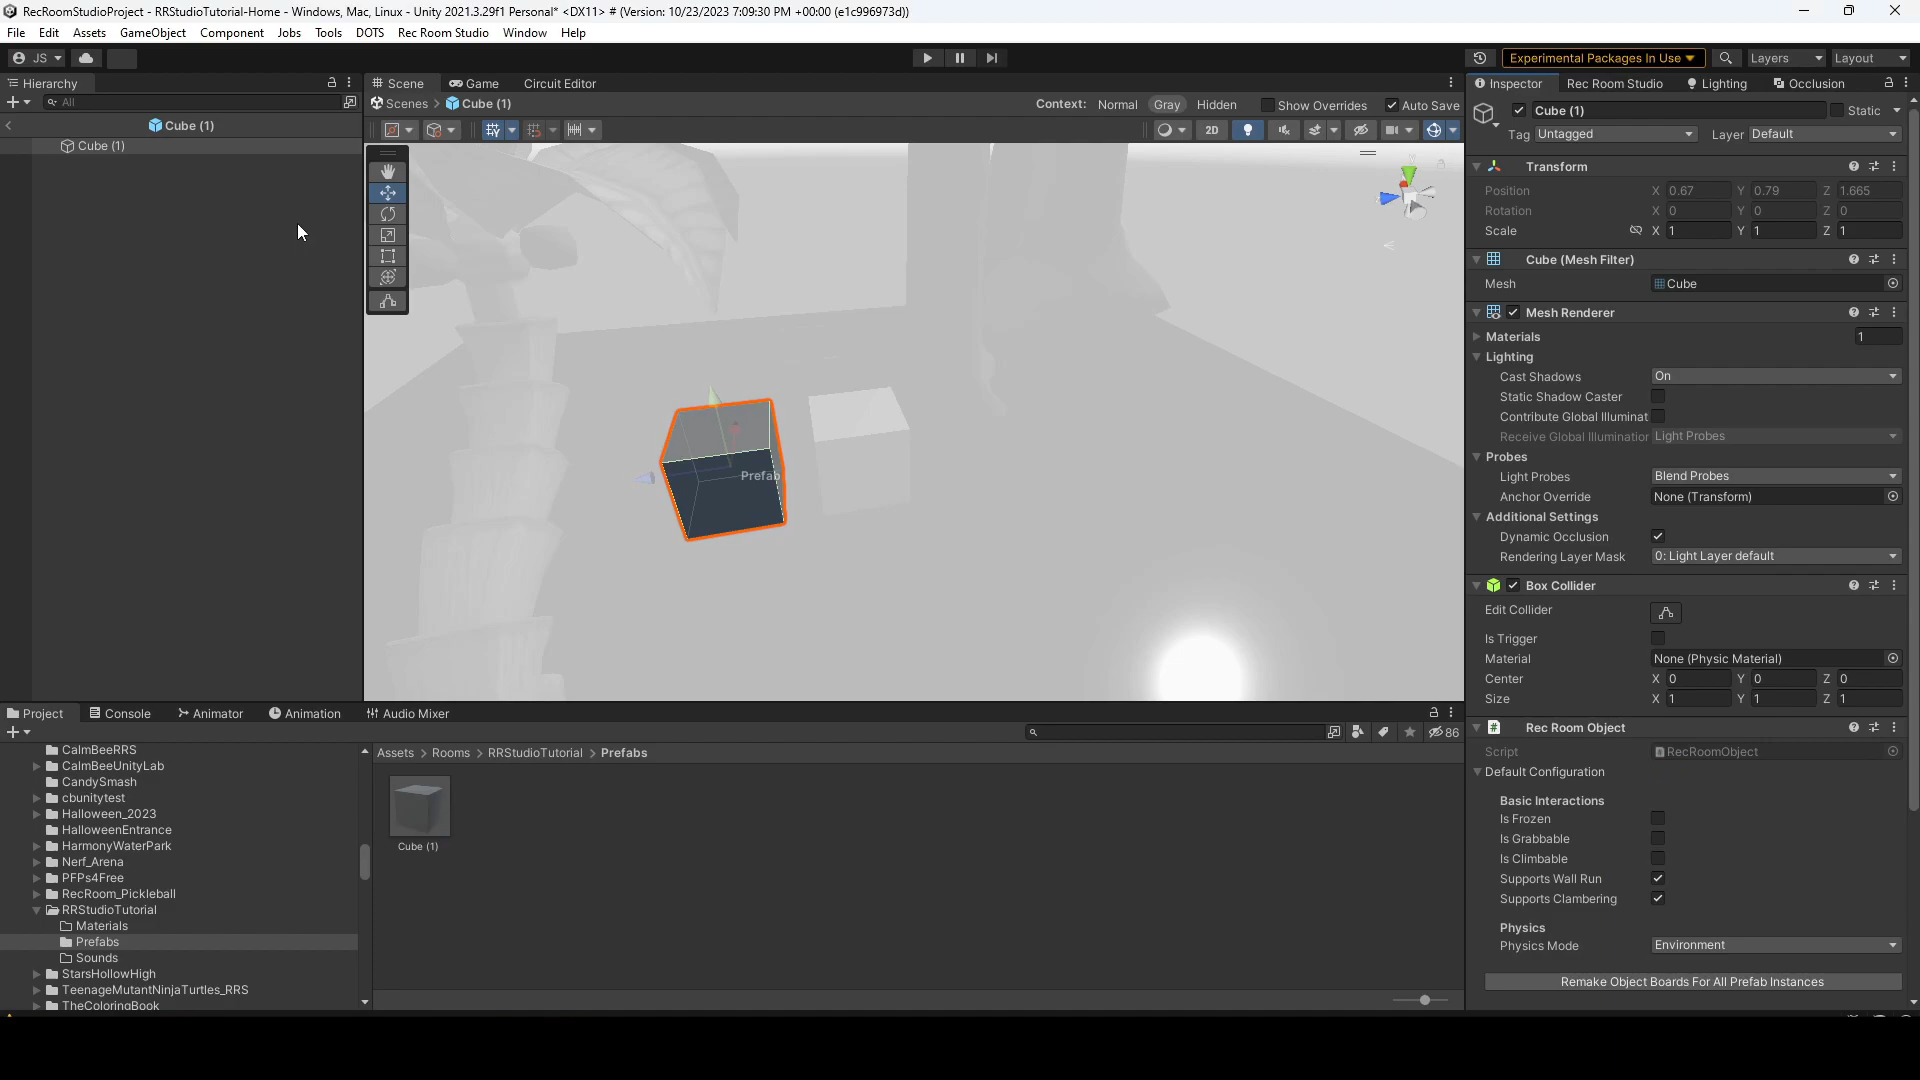 RecRoomStudioProject - RRStudioTutorial-Home - Windows, Mac, Linux - Unity 2021.3.29f1 Personal* <DX11> # (Version: 10/23/2023 7:09:30 PM +00:00 (e1c996973d))
File Edit Assets GameObject Component Jobs Tools DOTS Rec Room Studio Window Help
JS Experimental Packages In Use Layers Layout
Hierarchy Scene Game Circuit Editor Inspector Rec Room Studio Lighting Occlusion
All Scenes Cube (1) Context: Normal Gray Hidden Show Overrides Auto Save Cube (1) Static
Cube (1) 2D Tag Untagged Layer Default
Cube (1)
Prefab
Transform
Position X 0.67 Y 0.79 Z 1.665
Rotation X 0 Y 0 Z 0
Scale X 1 Y 1 Z 1
Cube (Mesh Filter)
Mesh Cube
Mesh Renderer
Materials 1
Lighting
Cast Shadows On
Static Shadow Caster
Contribute Global Illuminat
Receive Global Illumination Light Probes
Probes
Light Probes Blend Probes
Anchor Override None (Transform)
Additional Settings
Dynamic Occlusion
Rendering Layer Mask 0: Light Layer default
Box Collider
Edit Collider
Is Trigger
Material None (Physic Material)
Center X 0 Y 0 Z 0
Size X 1 Y 1 Z 1
Rec Room Object
Script RecRoomObject
Default Configuration
Basic Interactions
Is Frozen
Is Grabbable
Is Climbable
Supports Wall Run
Supports Clambering
Physics
Physics Mode Environment
Remake Object Boards For All Prefab Instances
Project Console Animator Animation Audio Mixer
86
Assets > Rooms > RRStudioTutorial > Prefabs
Cube (1)
CalmBeeRRS
CalmBeeUnityLab
CandySmash
cbunitytest
Halloween_2023
HalloweenEntrance
HarmonyWaterPark
Nerf_Arena
PFPs4Free
RecRoom_Pickleball
RRStudioTutorial
Materials
Prefabs
Sounds
StarsHollowHigh
TeenageMutantNinjaTurtles_RRS
TheColoringBook